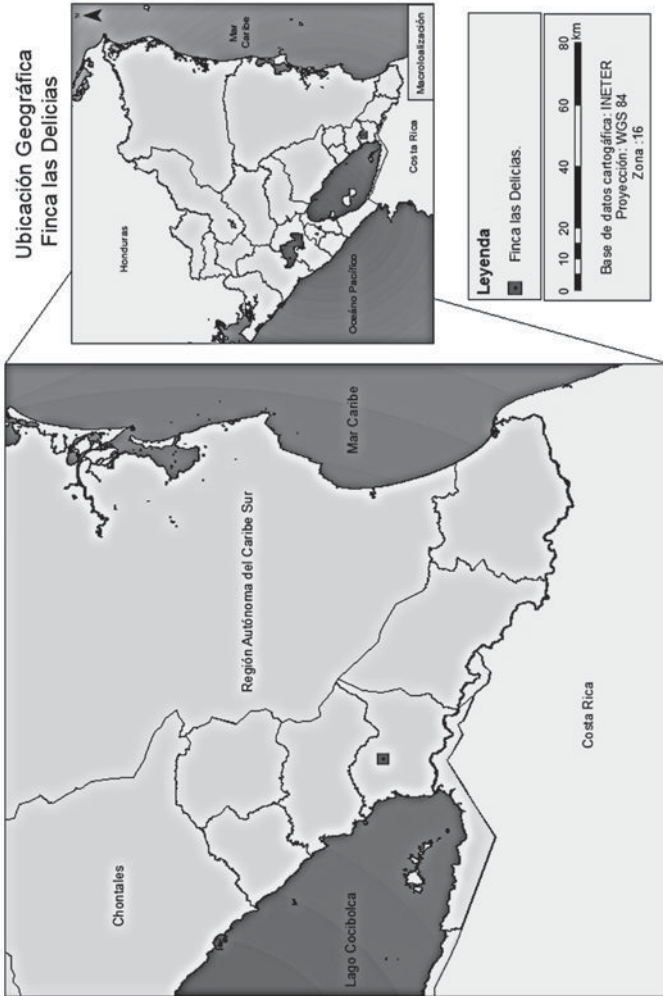 Ubicación Geográfica
Finca las Delicias
Honduras
Mar
Caribe
N
Océano Pacífico
Costa Rica
Macrolocalización
Chontales
Región Autónoma del Caribe Sur
Mar Caribe
Lago Cocibolca
Costa Rica
Leyenda
Finca las Delicias.
0 10 20 40 60 80
km
Base de datos cartográfica: INETER
Proyección: WGS 84
Zona :16